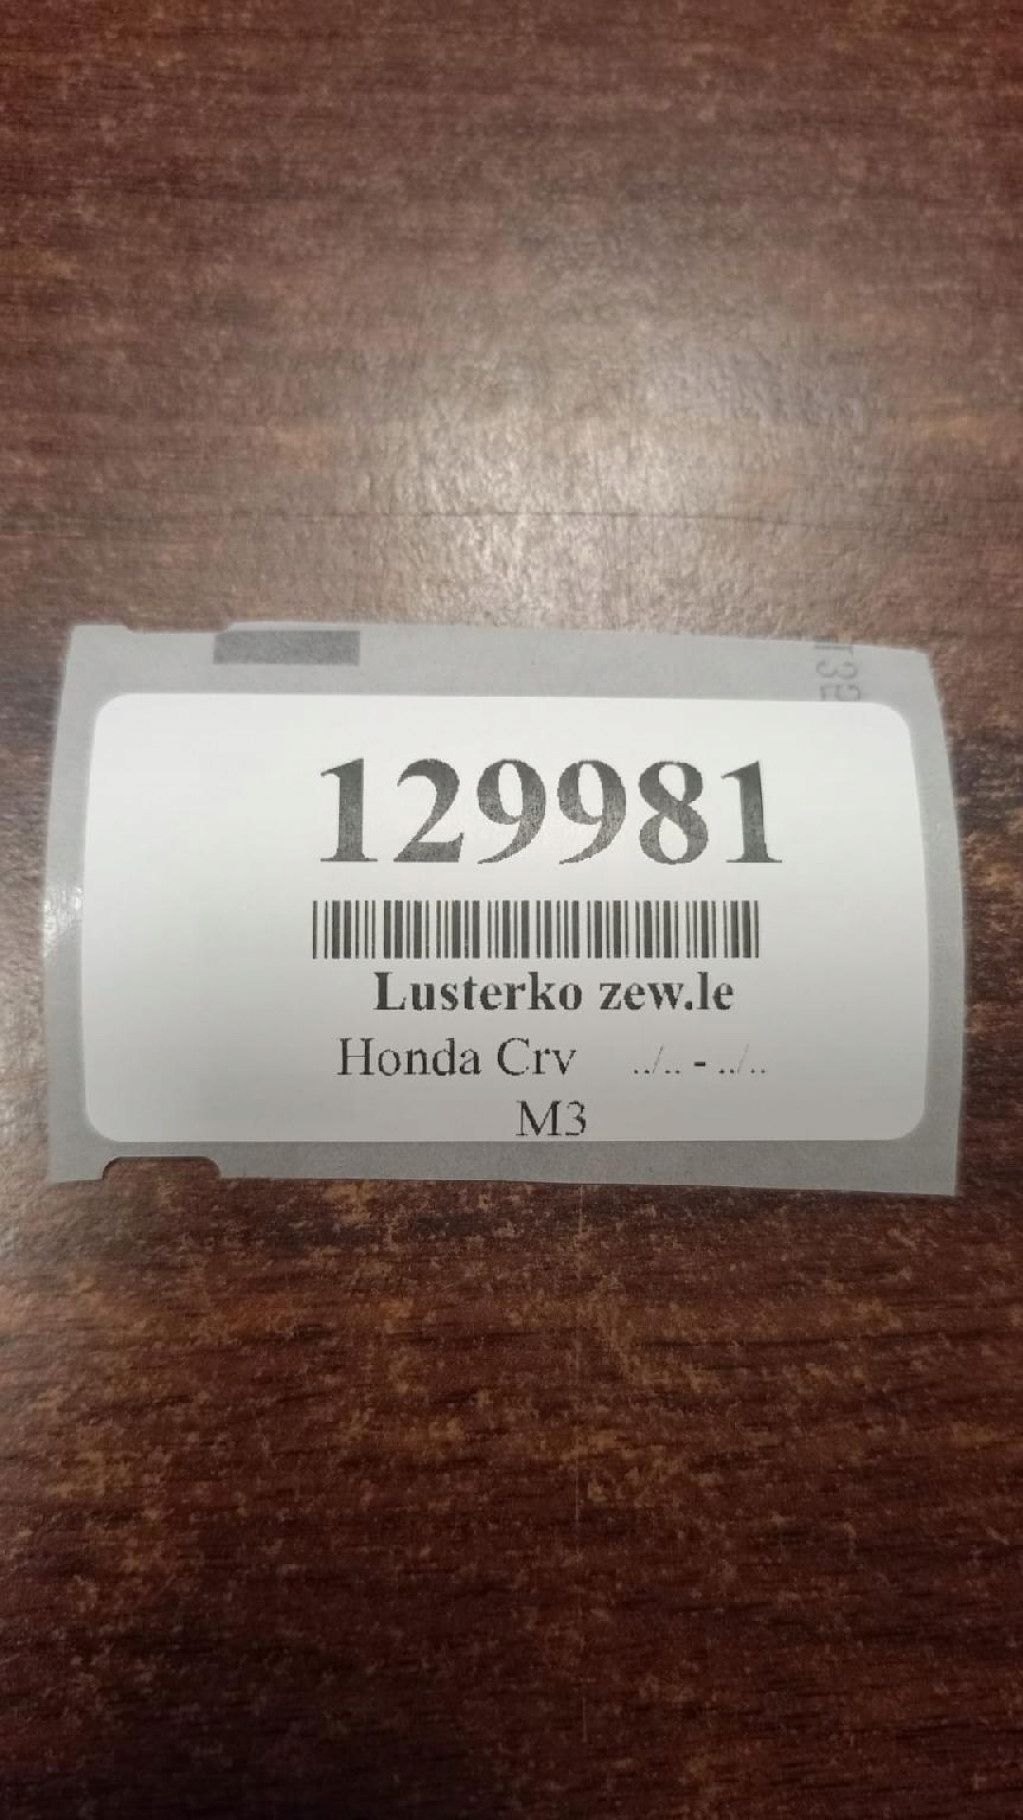 129981
Lusterko zew.le
Honda Crv ../.. - ../..
M3